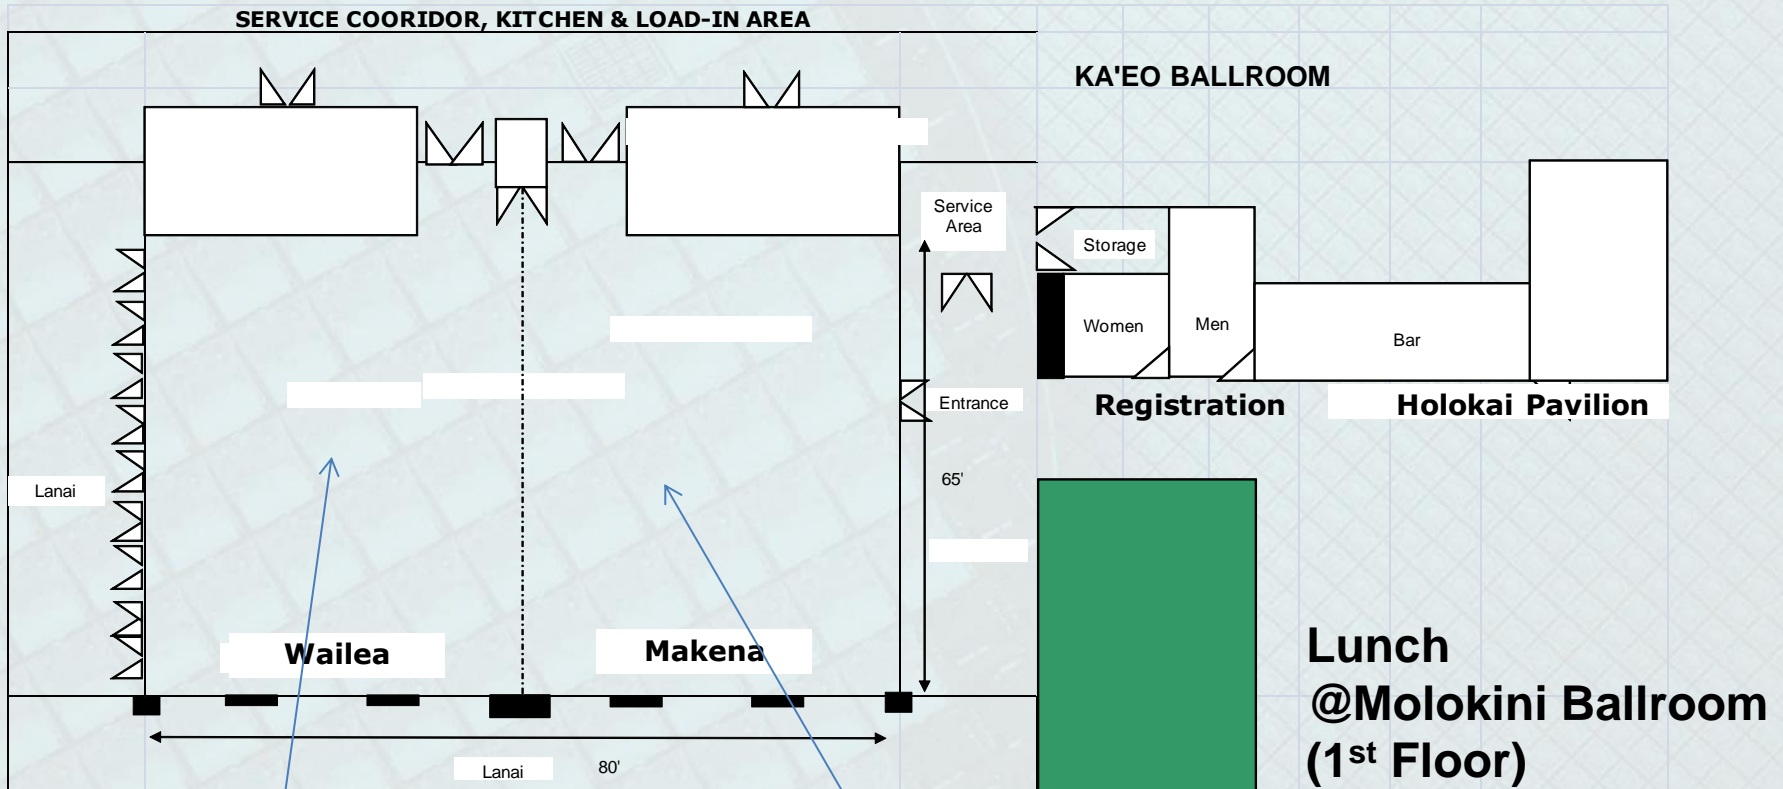 SERVICE COORIDOR, KITCHEN & LOAD-IN AREA
KA'EO BALLROOM
Service
Area
Storage
Women
Men
Bar
Entrance
Registration
Holokai Pavilion
65'
Lanai
Wailea
Makena
Lunch
@Molokini Ballroom
(1st Floor)
Lanai
80'